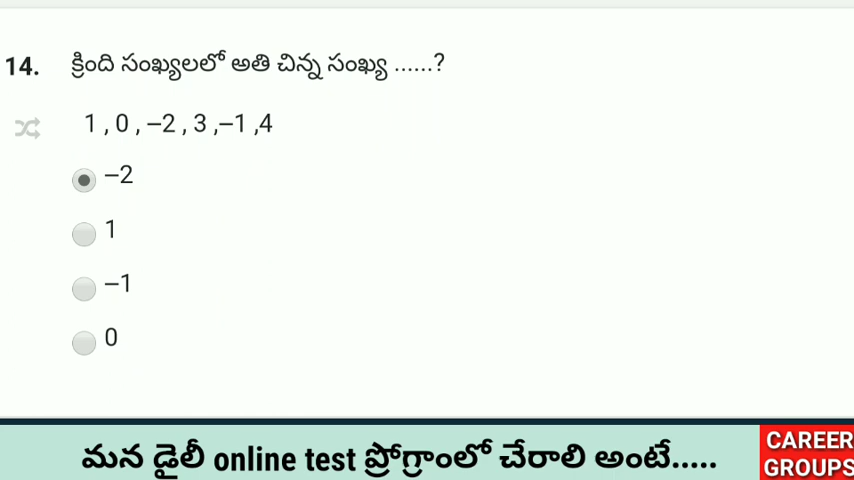 14. క్రింది సంఖ్యలలో అతి చిన్న సంఖ్య ......?
1 , 0 , –2 , 3 ,–1 ,4
–2
1
–1
0
మన డైలీ online test ప్రోగ్రాంలో చేరాలి అంటే.....
CAREER
GROUPS